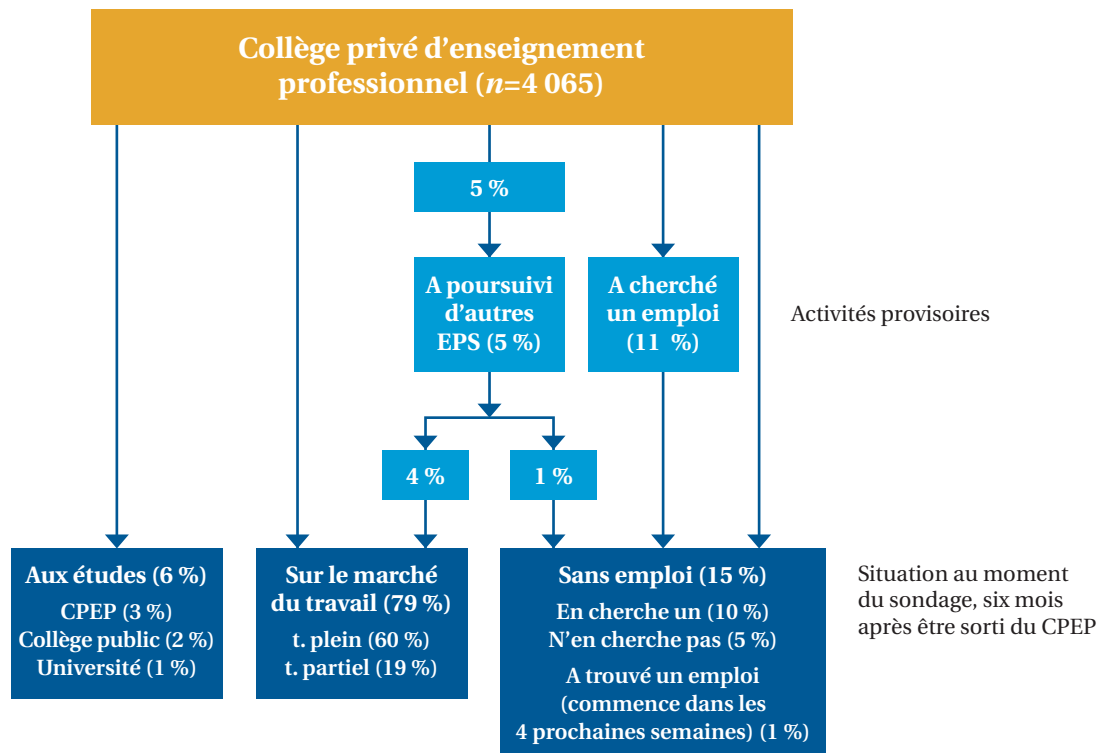 Collège privé d'enseignement
professionnel (n=4 065)
5 %
A poursuivi
d'autres
EPS (5 %)
A cherché
un emploi
(11 %)
Activités provisoires
4 %
1 %
Aux études (6 %)
CPEP (3 %)
Collège public (2 %)
Université (1 %)
Sur le marché
du travail (79 %)
t. plein (60 %)
t. partiel (19 %)
Sans emploi (15 %)
En cherche un (10 %)
N'en cherche pas (5 %)
A trouvé un emploi
(commence dans les
4 prochaines semaines) (1 %)
Situation au moment
du sondage, six mois
après être sorti du CPEP